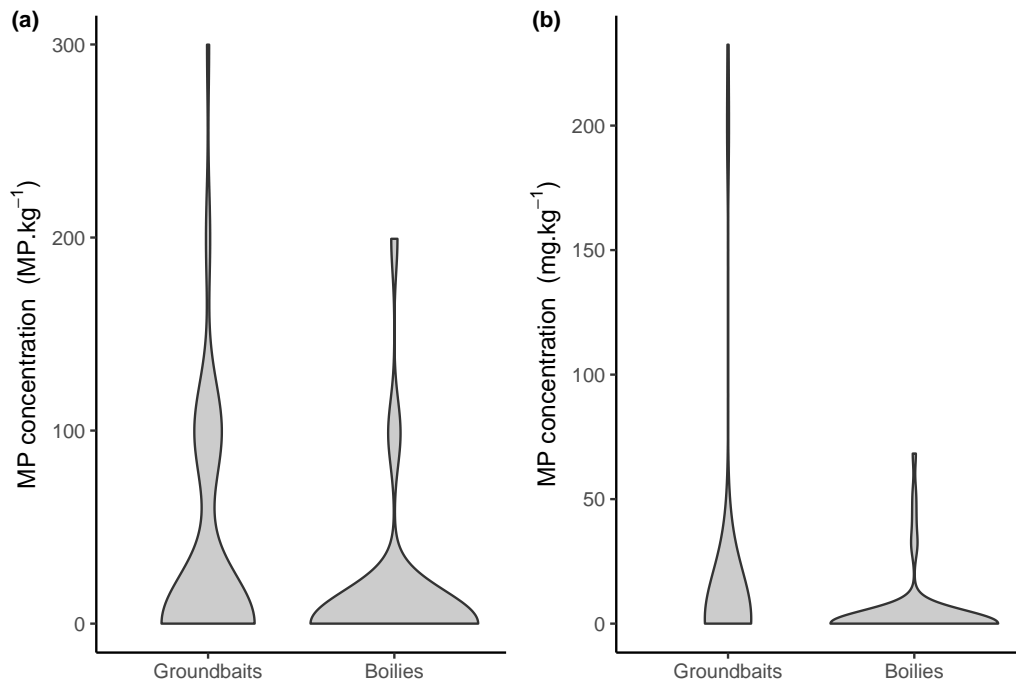 (a)
MP concentration (MP.kg⁻¹)
300
200
100
0
Groundbaits
Boilies
(b)
MP concentration (mg.kg⁻¹)
200
150
100
50
0
Groundbaits
Boilies